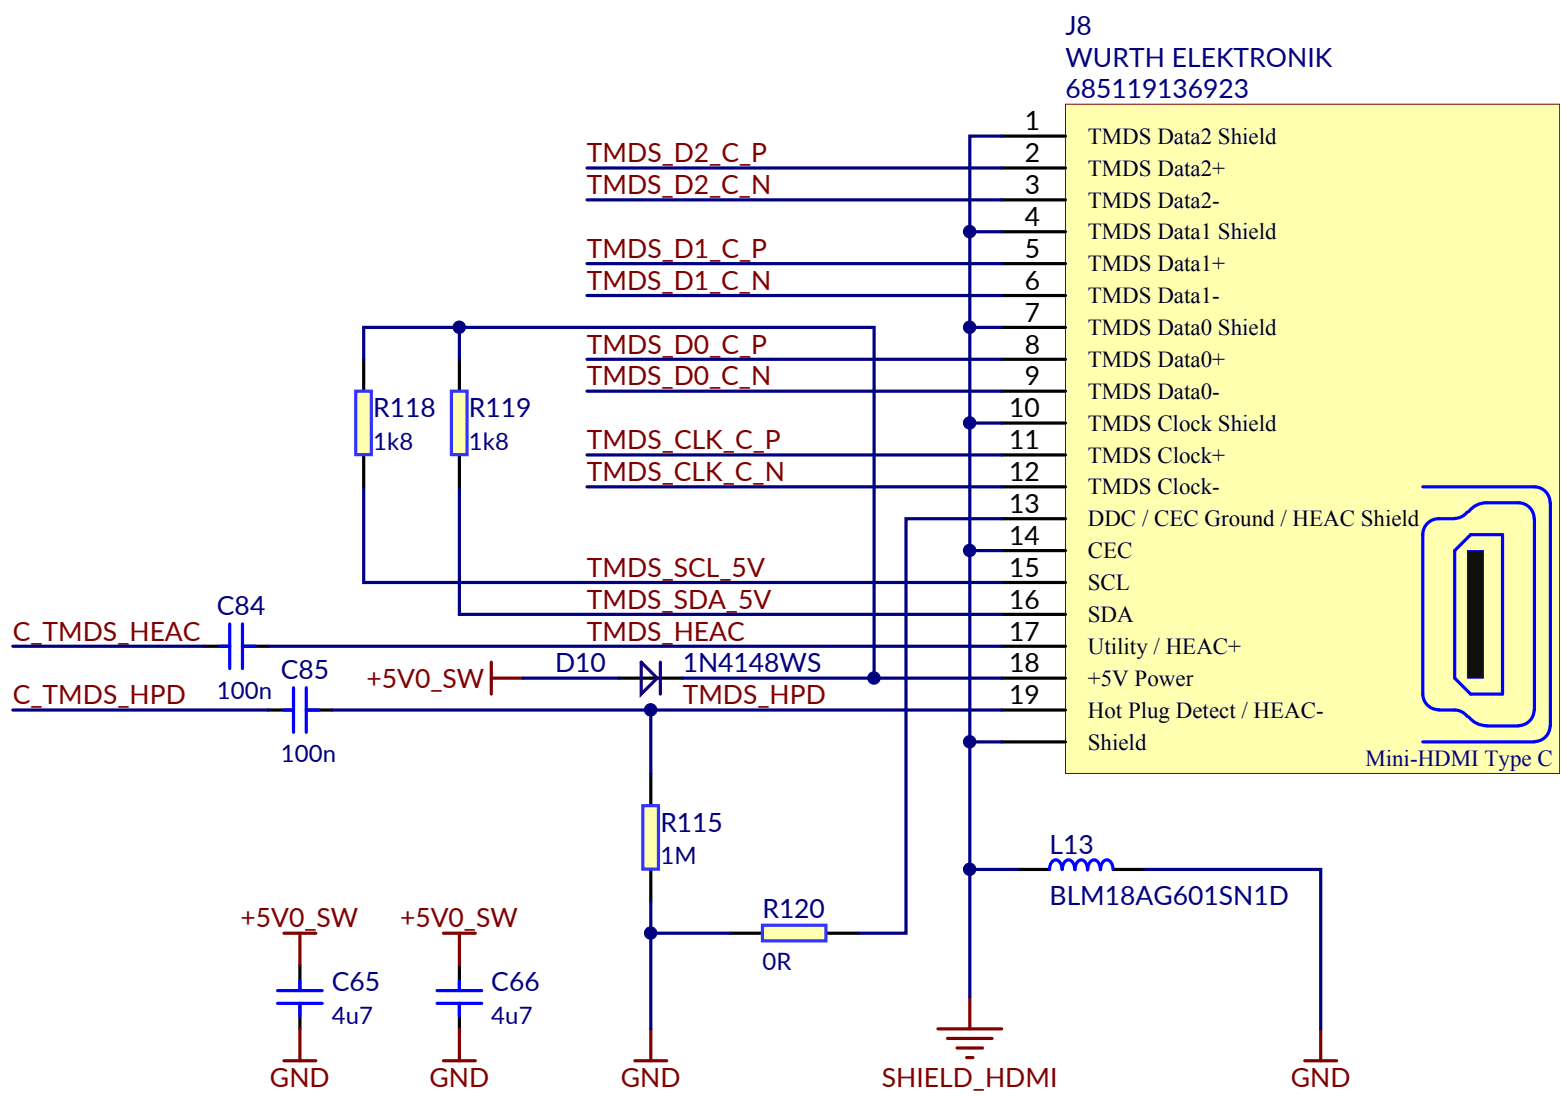 J8
WURTH ELEKTRONIK
685119136923
1
TMDS Data2 Shield
TMDS_D2_C_P
2
TMDS Data2+
TMDS_D2_C_N
3
TMDS Data2-
4
TMDS Data1 Shield
TMDS_D1_C_P
5
TMDS Data1+
TMDS_D1_C_N
6
TMDS Data1-
7
TMDS Data0 Shield
TMDS_D0_C_P
8
TMDS Data0+
TMDS_D0_C_N
9
TMDS Data0-
R118
1k8
R119
1k8
10
TMDS Clock Shield
TMDS_CLK_C_P
11
TMDS Clock+
TMDS_CLK_C_N
12
TMDS Clock-
13
DDC / CEC Ground / HEAC Shield
14
CEC
TMDS_SCL_5V
15
SCL
TMDS_SDA_5V
16
SDA
C84
100n
C_TMDS_HEAC
TMDS_HEAC
17
Utility / HEAC+
+5V0_SW
D10
1N4148WS
18
+5V Power
C_TMDS_HPD
C85
100n
TMDS_HPD
19
Hot Plug Detect / HEAC-
Shield
Mini-HDMI Type C
R115
1M
L13
BLM18AG601SN1D
R120
0R
+5V0_SW
C65
4u7
GND
+5V0_SW
C66
4u7
GND
GND
SHIELD_HDMI
GND